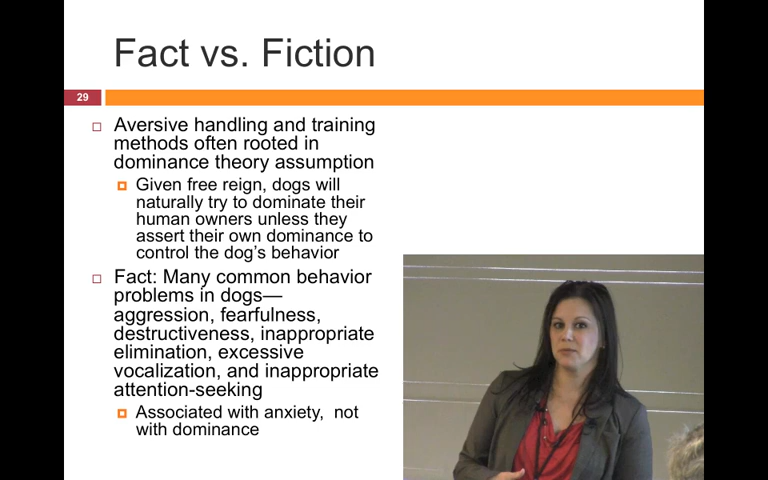 Fact vs. Fiction
29
Aversive handling and training
methods often rooted in
dominance theory assumption
Given free reign, dogs will
naturally try to dominate their
human owners unless they
assert their own dominance to
control the dog's behavior
Fact: Many common behavior
problems in dogs—
aggression, fearfulness,
destructiveness, inappropriate
elimination, excessive
vocalization, and inappropriate
attention-seeking
Associated with anxiety, not
with dominance